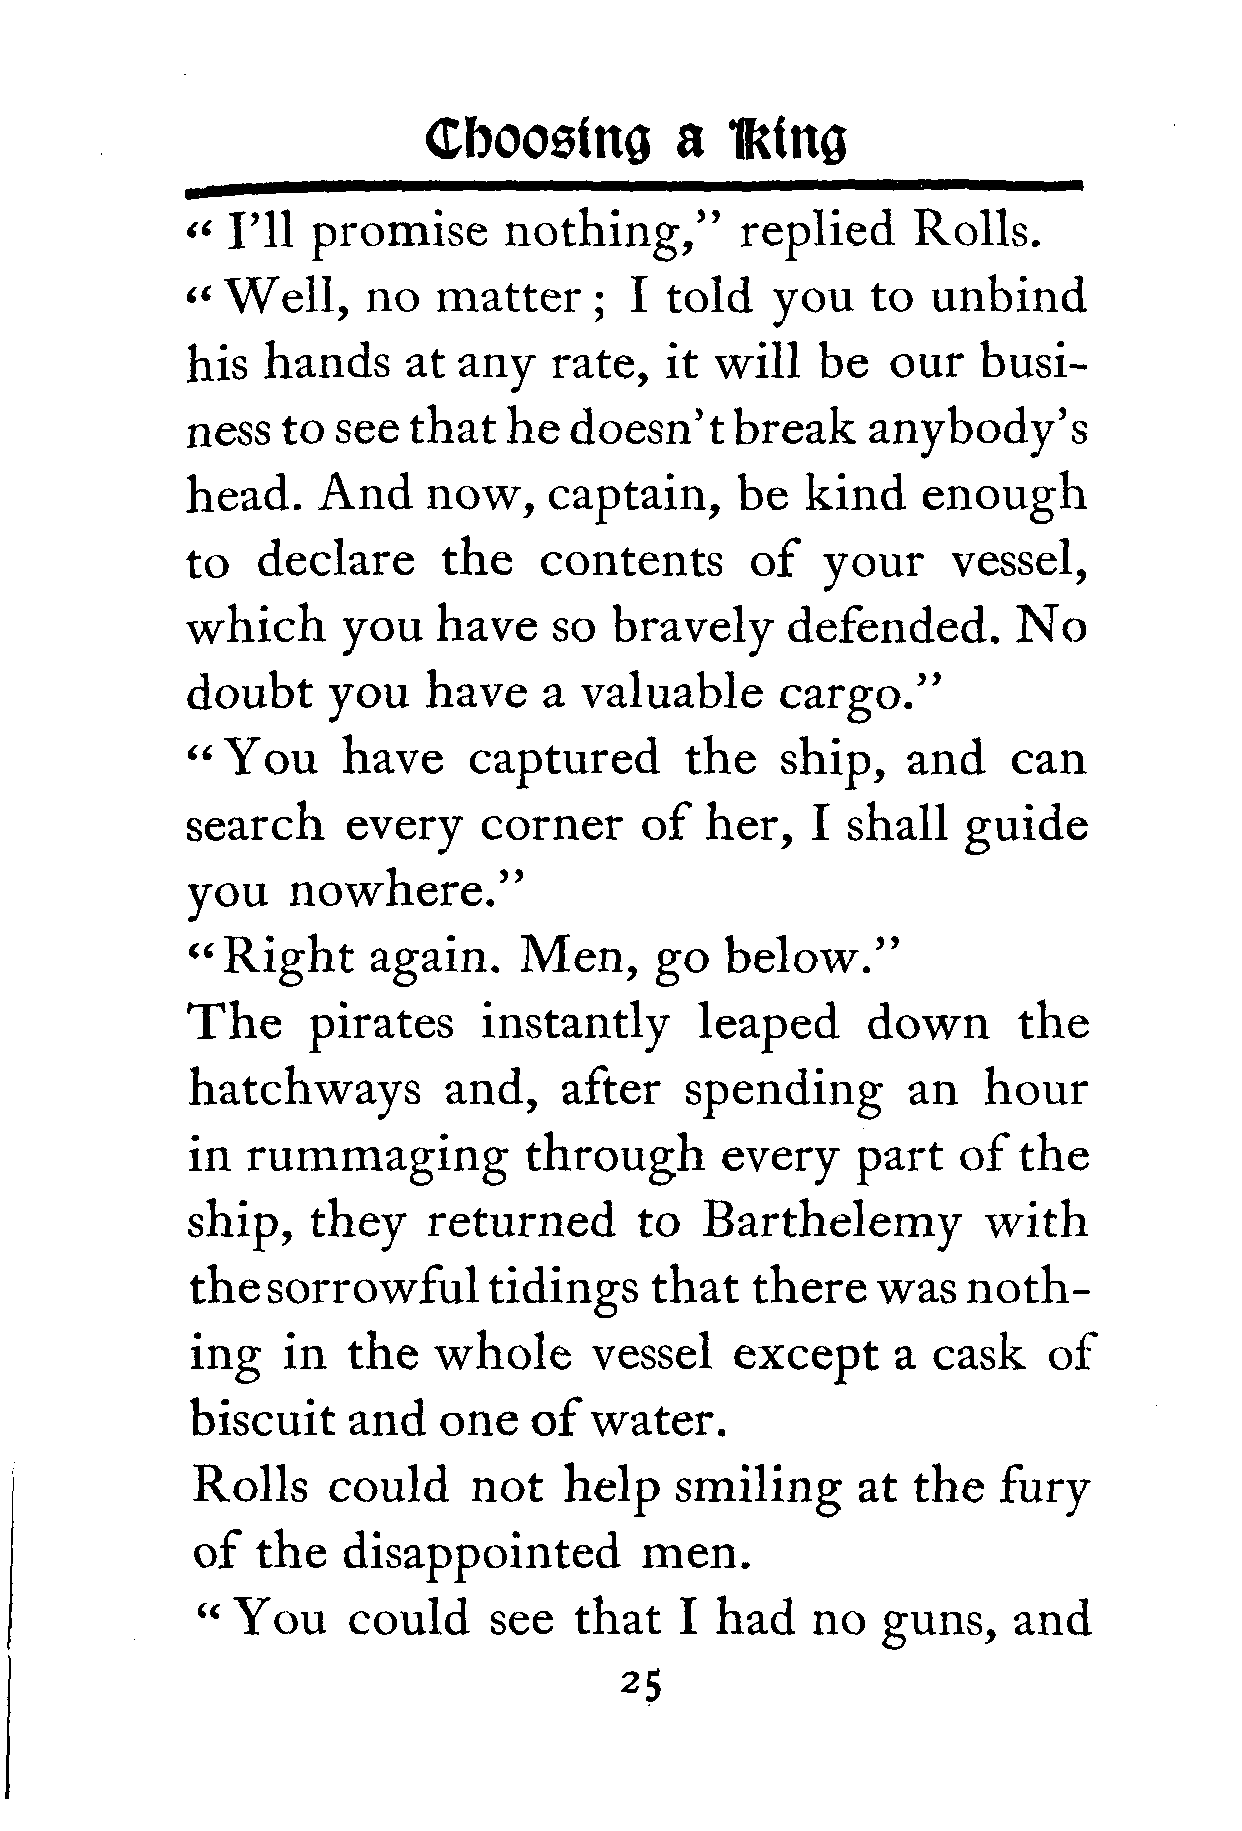 Choosing a King
“ I’ll promise nothing,” replied Rolls.
“ Well, no matter ; I told you to unbind
his hands at any rate, it will be our busi-
ness to see that he doesn’t break anybody’s
head. And now, captain, be kind enough
to declare the contents of your vessel,
which you have so bravely defended. No
doubt you have a valuable cargo.”
“ You have captured the ship, and can
search every corner of her, I shall guide
you nowhere.”
“ Right again. Men, go below.”
The pirates instantly leaped down the
hatchways and, after spending an hour
in rummaging through every part of the
ship, they returned to Barthelemy with
the sorrowful tidings that there was noth-
ing in the whole vessel except a cask of
biscuit and one of water.
Rolls could not help smiling at the fury
of the disappointed men.
“ You could see that I had no guns, and
25